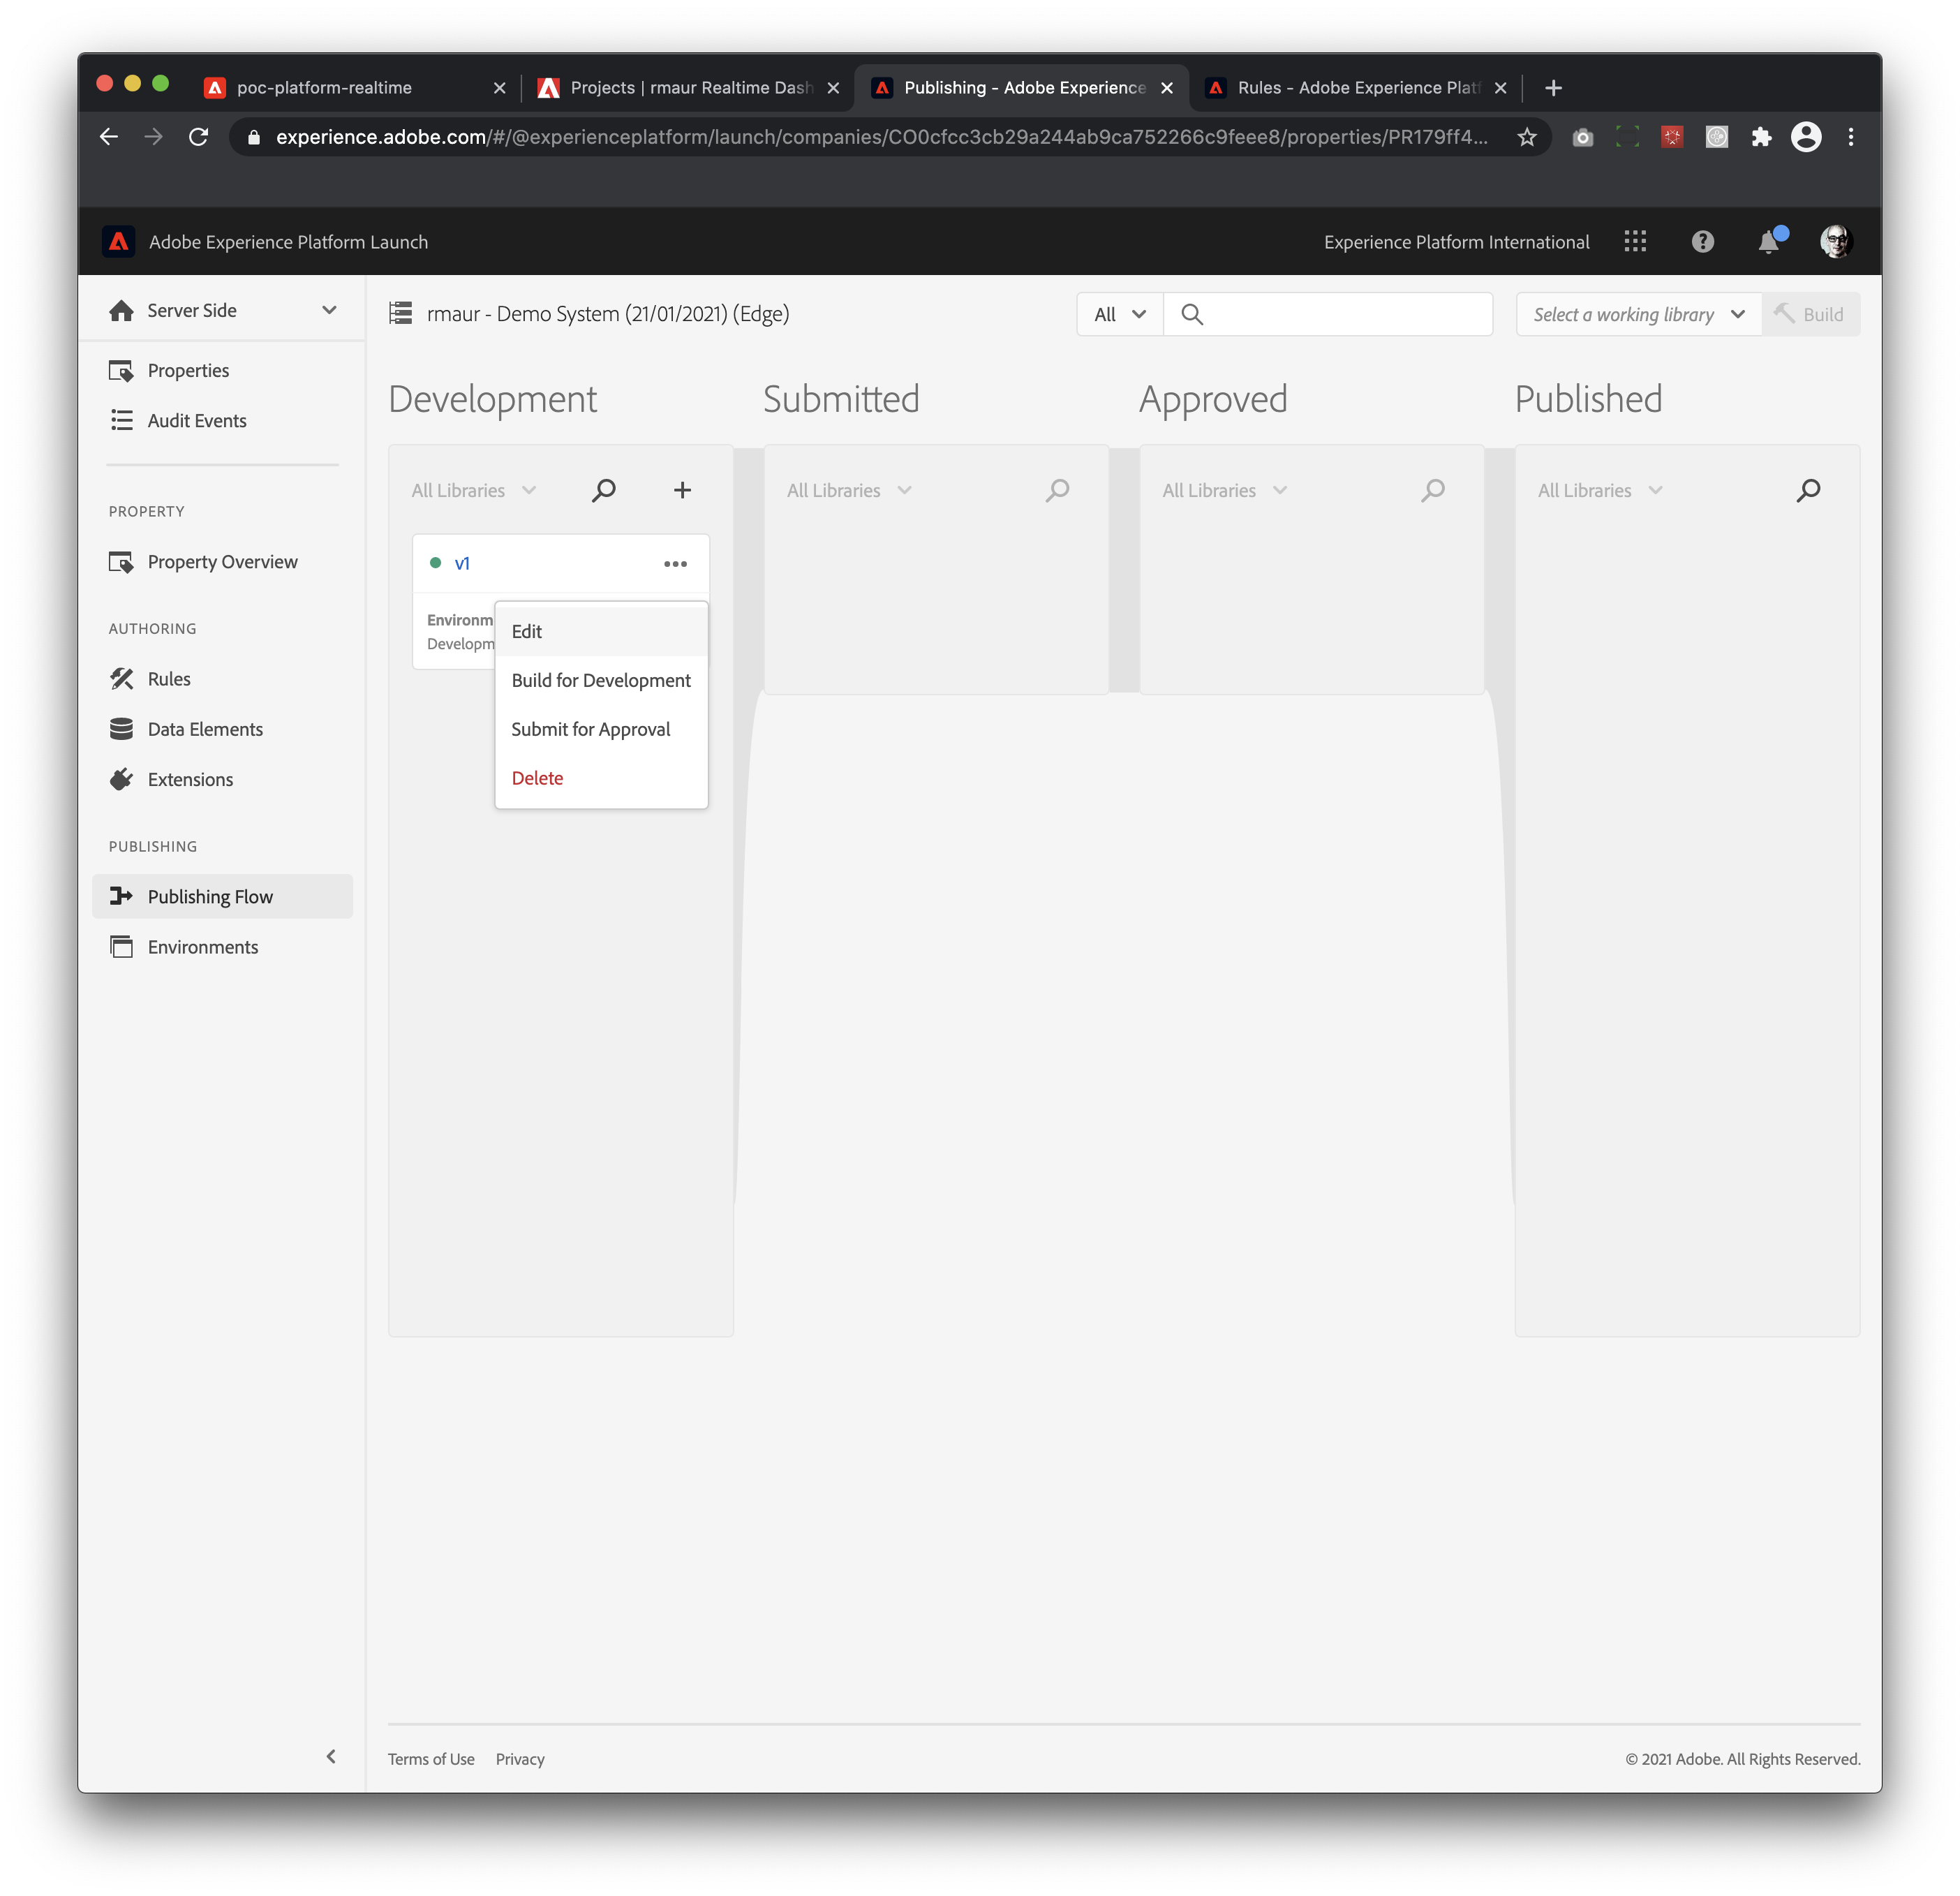 poc-platform-realtime
Projects | rmaur Realtime Dash
Publishing - Adobe Experience
Rules - Adobe Experience Platf
experience.adobe.com/#/@experienceplatform/launch/companies/CO0cfcc3cb29a244ab9ca752266c9feee8/properties/PR179ff4...
Adobe Experience Platform Launch
Experience Platform International
Server Side
rmaur - Demo System (21/01/2021) (Edge)
All
Select a working library
Build
Properties
Audit Events
PROPERTY
Property Overview
AUTHORING
Rules
Data Elements
Extensions
PUBLISHING
Publishing Flow
Environments
Development
Submitted
Approved
Published
All Libraries
All Libraries
All Libraries
All Libraries
v1
Environm
Developm
Edit
Build for Development
Submit for Approval
Delete
Terms of Use
Privacy
© 2021 Adobe. All Rights Reserved.